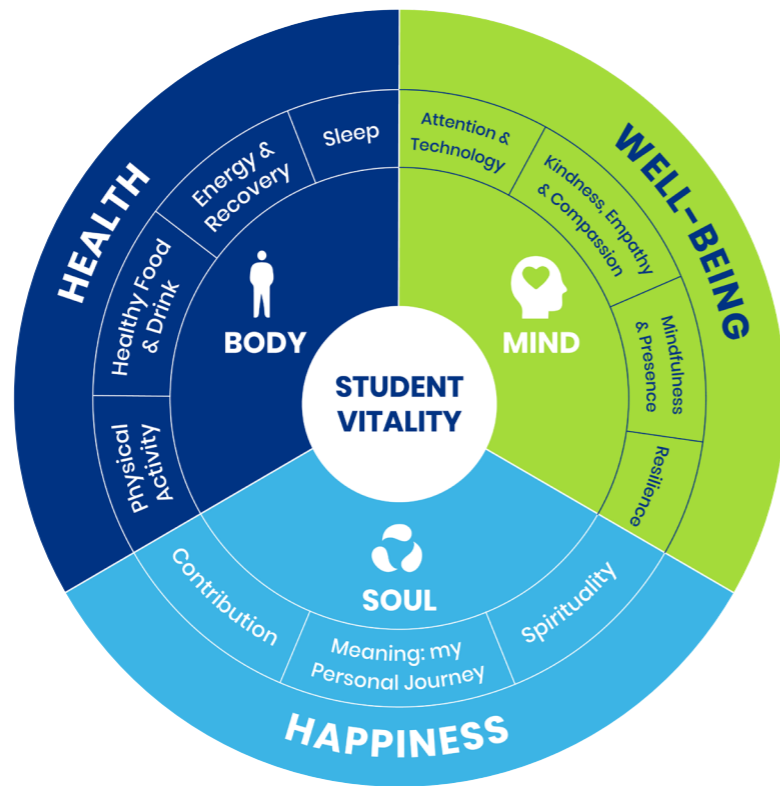 STUDENT
VITALITY
HEALTH
BODY
Physical
Activity
Healthy Food
& Drink
Energy &
Recovery
Sleep
WELL-BEING
MIND
Attention &
Technology
Kindness, Empathy
& Compassion
Mindfulness
& Presence
Resilience
HAPPINESS
SOUL
Contribution
Meaning: my
Personal Journey
Spirituality